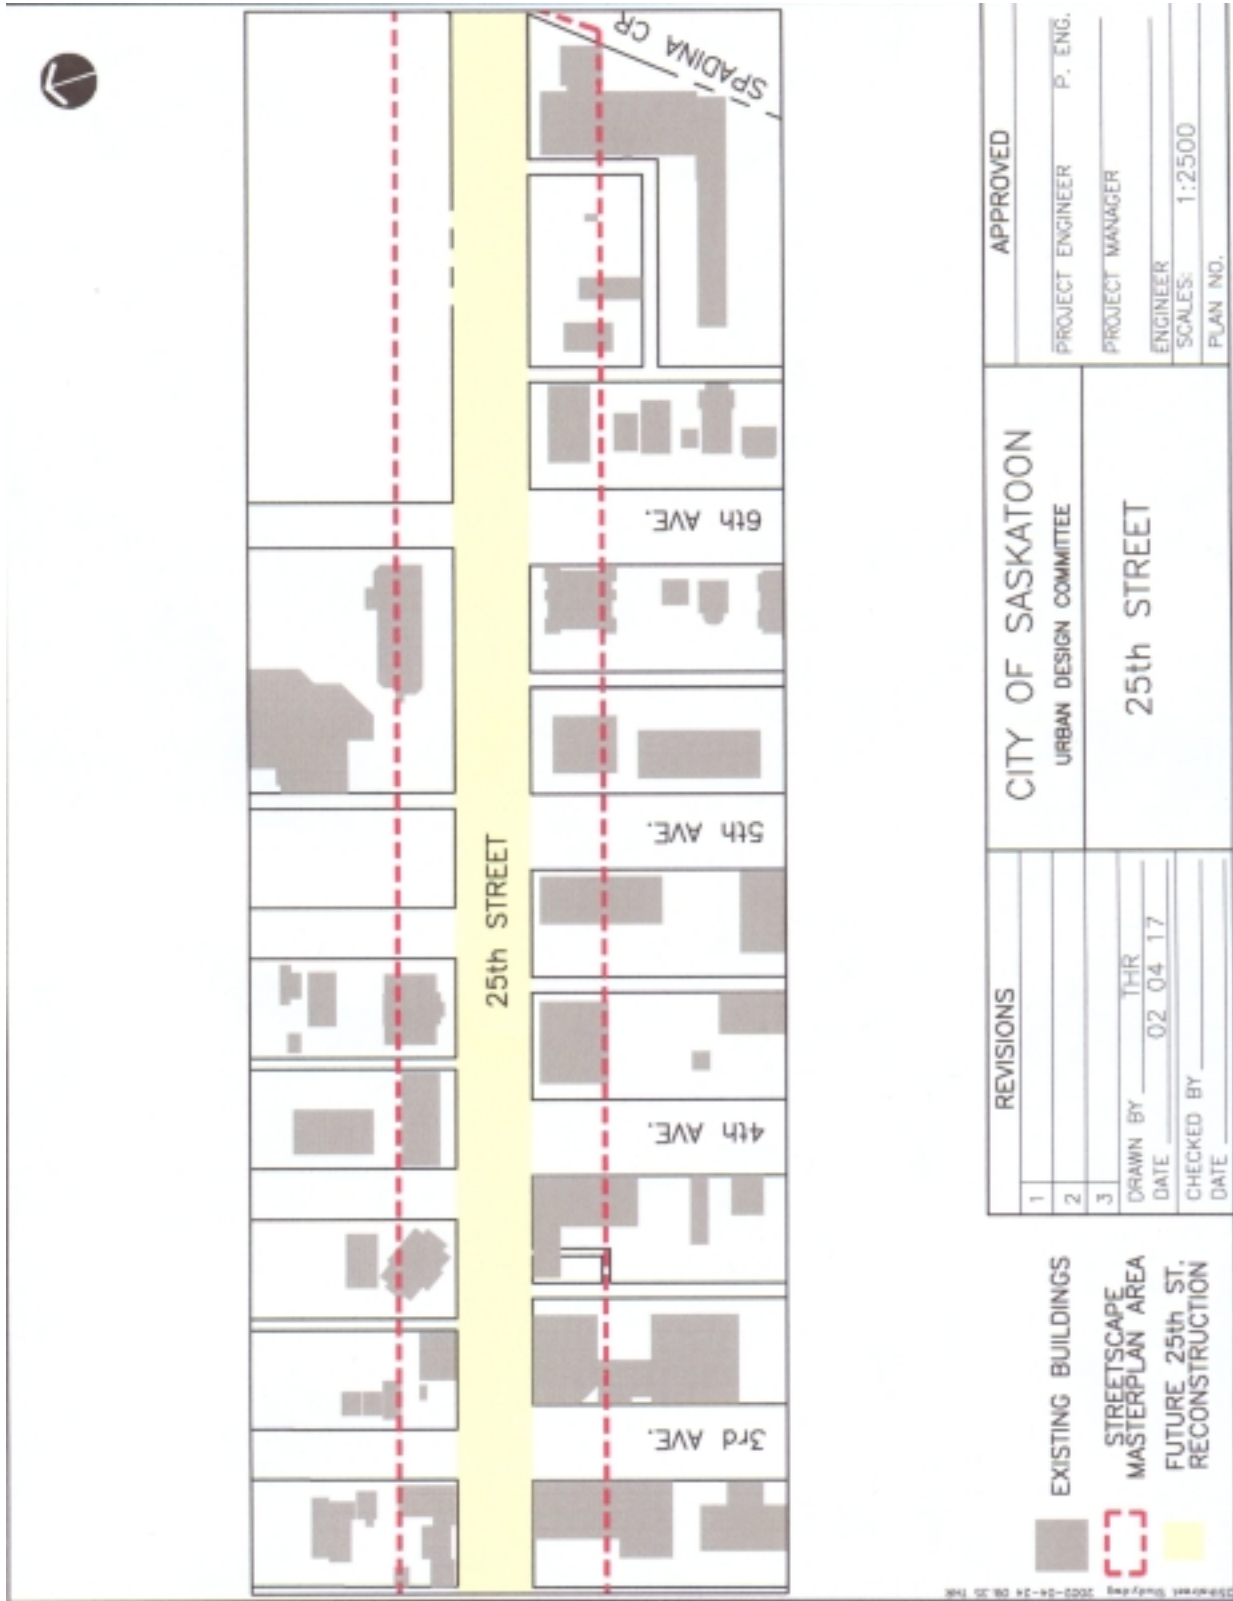 SPADINA CR
6th AVE.
5th AVE.
4th AVE.
3rd AVE.
25th STREET
EXISTING BUILDINGS
STREETSCAPE
MASTERPLAN AREA
FUTURE 25th ST.
RECONSTRUCTION
REVISIONS
1
2
3
DRAWN BY THR
DATE 02 04 17
CHECKED BY
DATE
CITY OF SASKATOON
URBAN DESIGN COMMITTEE
25th STREET
APPROVED
PROJECT ENGINEER P. ENG.
PROJECT MANAGER
ENGINEER
SCALES: 1:2500
PLAN NO.